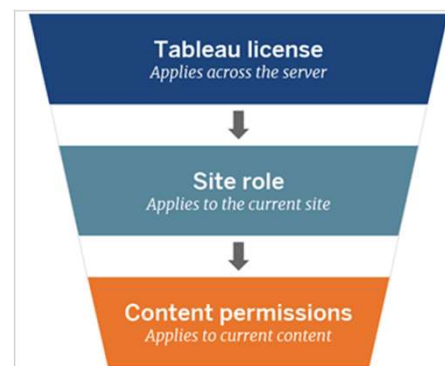 Tableau license
Applies across the server
Site role
Applies to the current site
Content permissions
Applies to current content